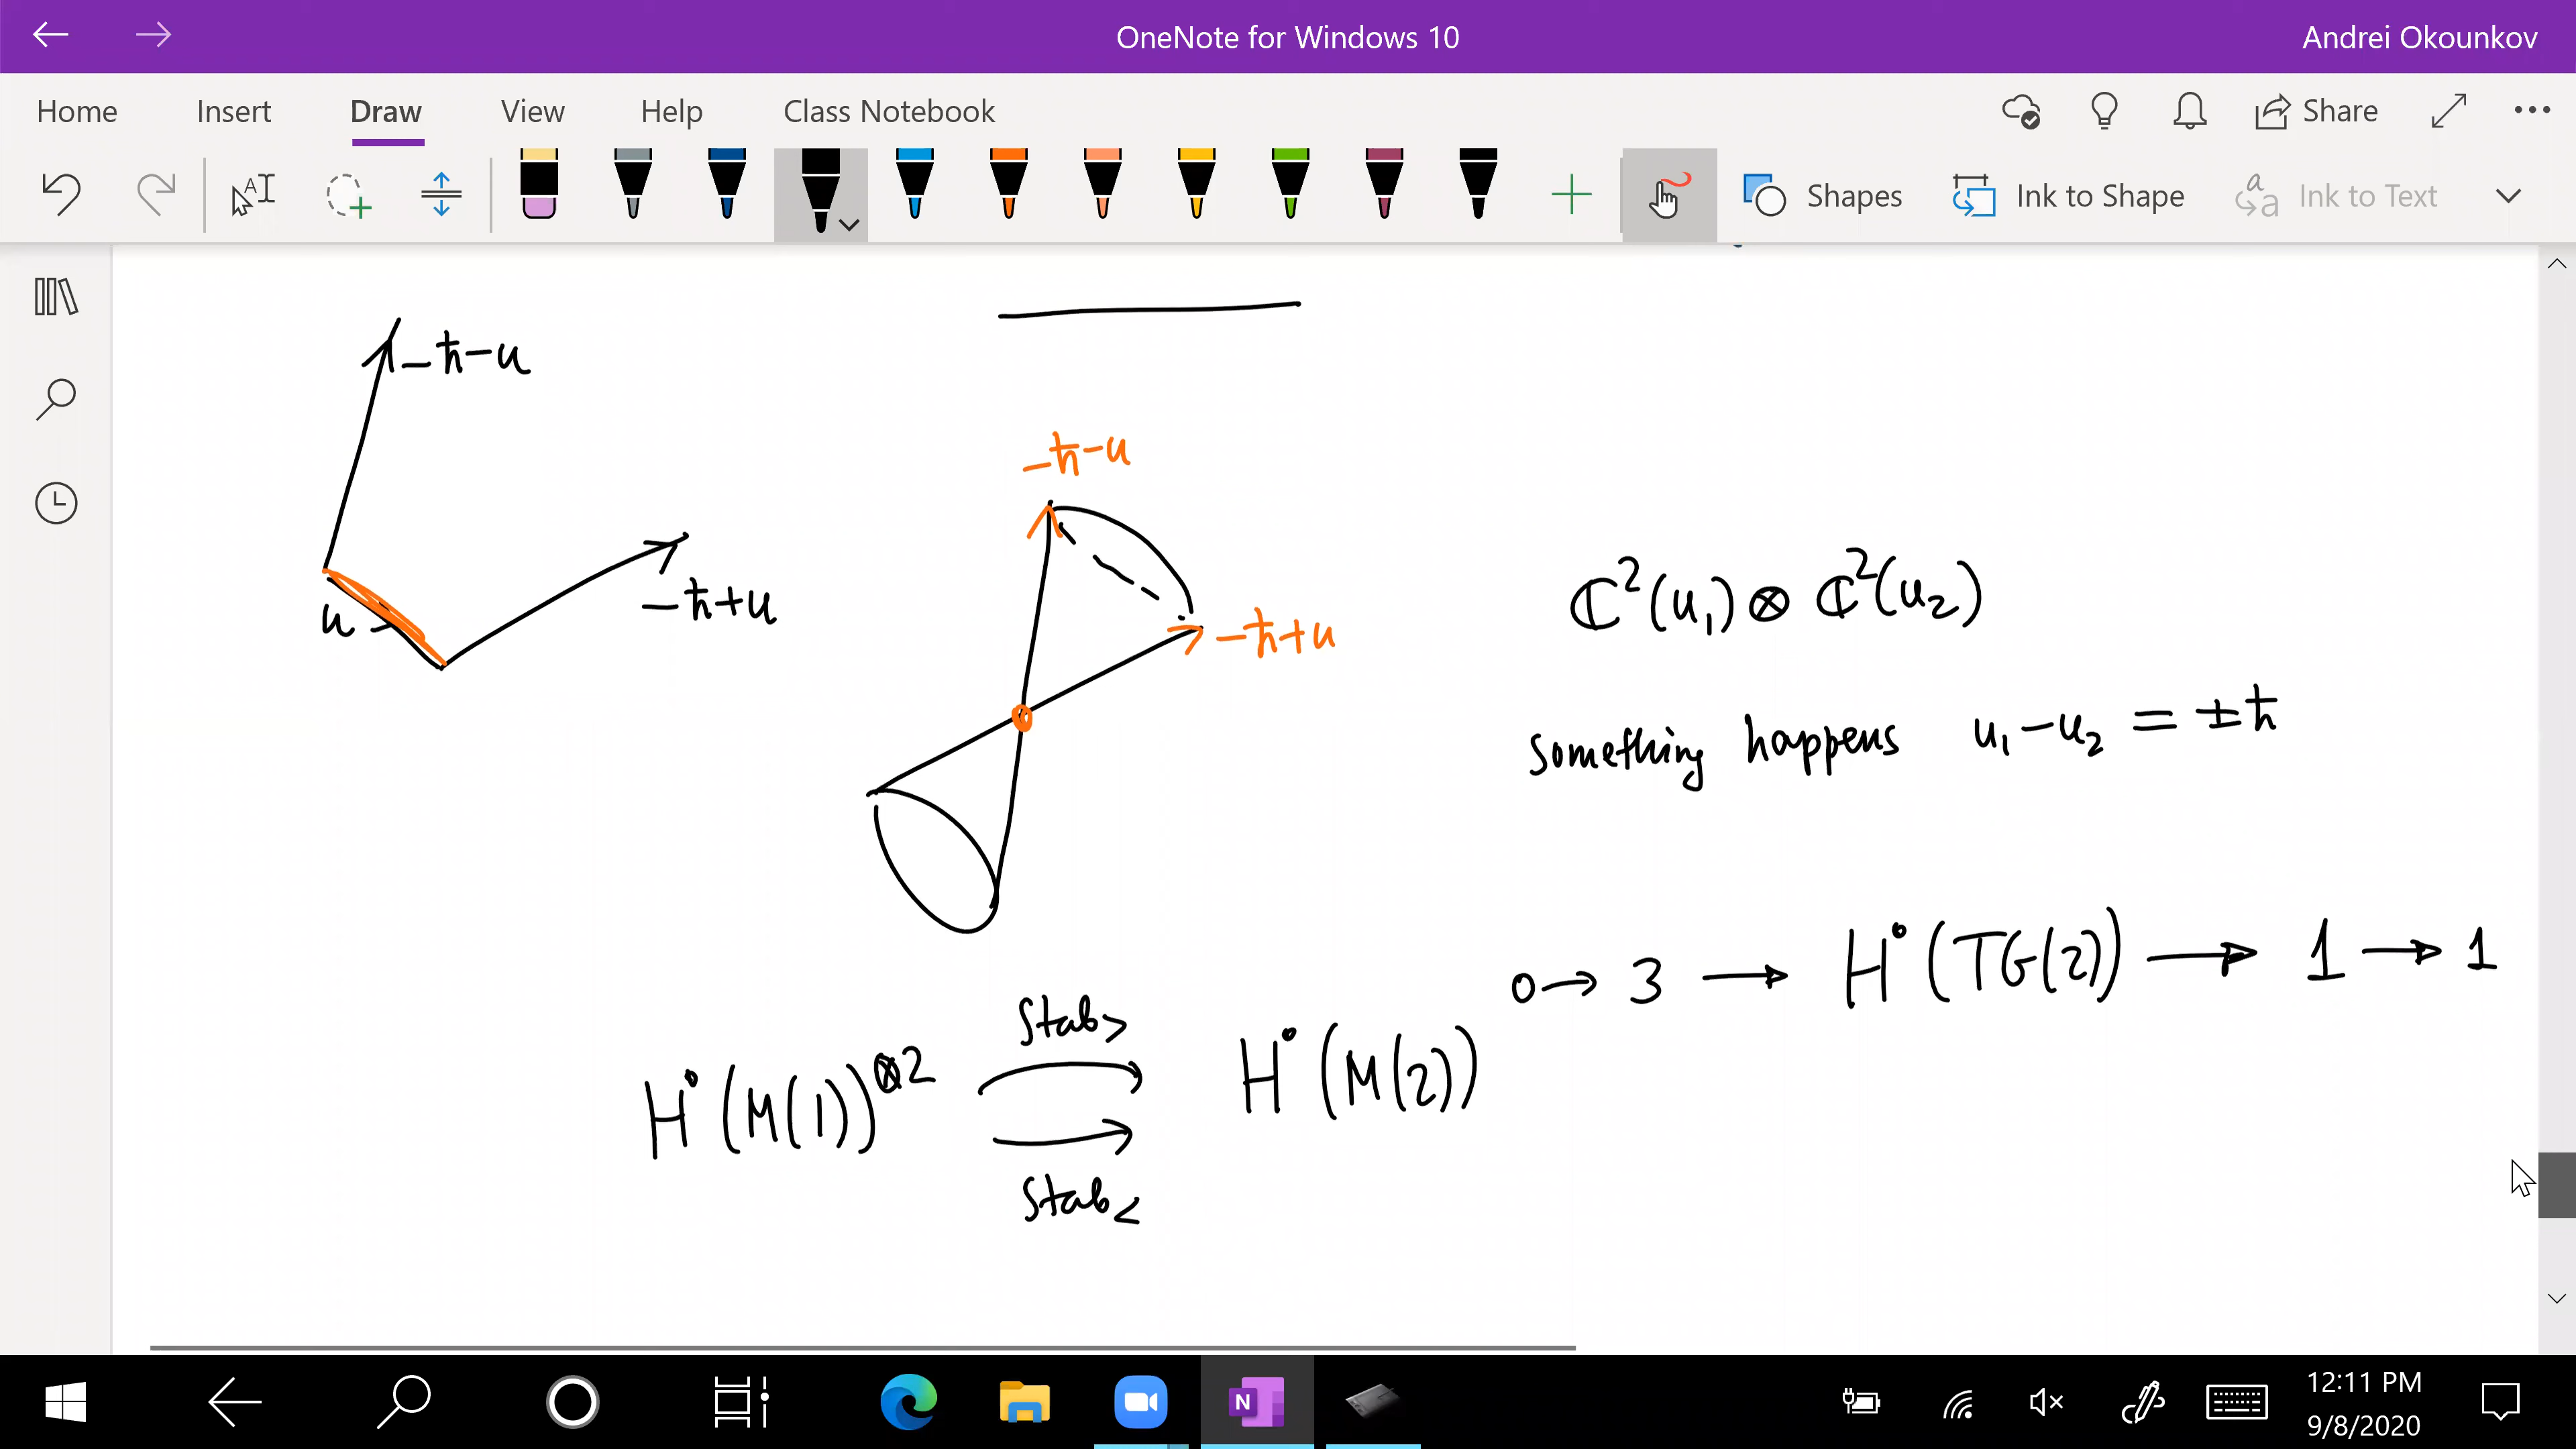 OneNote for Windows 10
Andrei Okounkov
Home Insert Draw View Help Class Notebook
Share
Shapes Ink to Shape Ink to Text
-ħ-u
-ħ+u
u
-ħ-u
-ħ+u
ℂ²(u₁) ⊗ ℂ²(u₂)
something happens u₁-u₂ = ±ħ
0 → 3 → H•(TG(2)) → 1 → 1
Stab>
H•(M(1))⊗2 H•(M(2))
Stab<
12:11 PM
9/8/2020